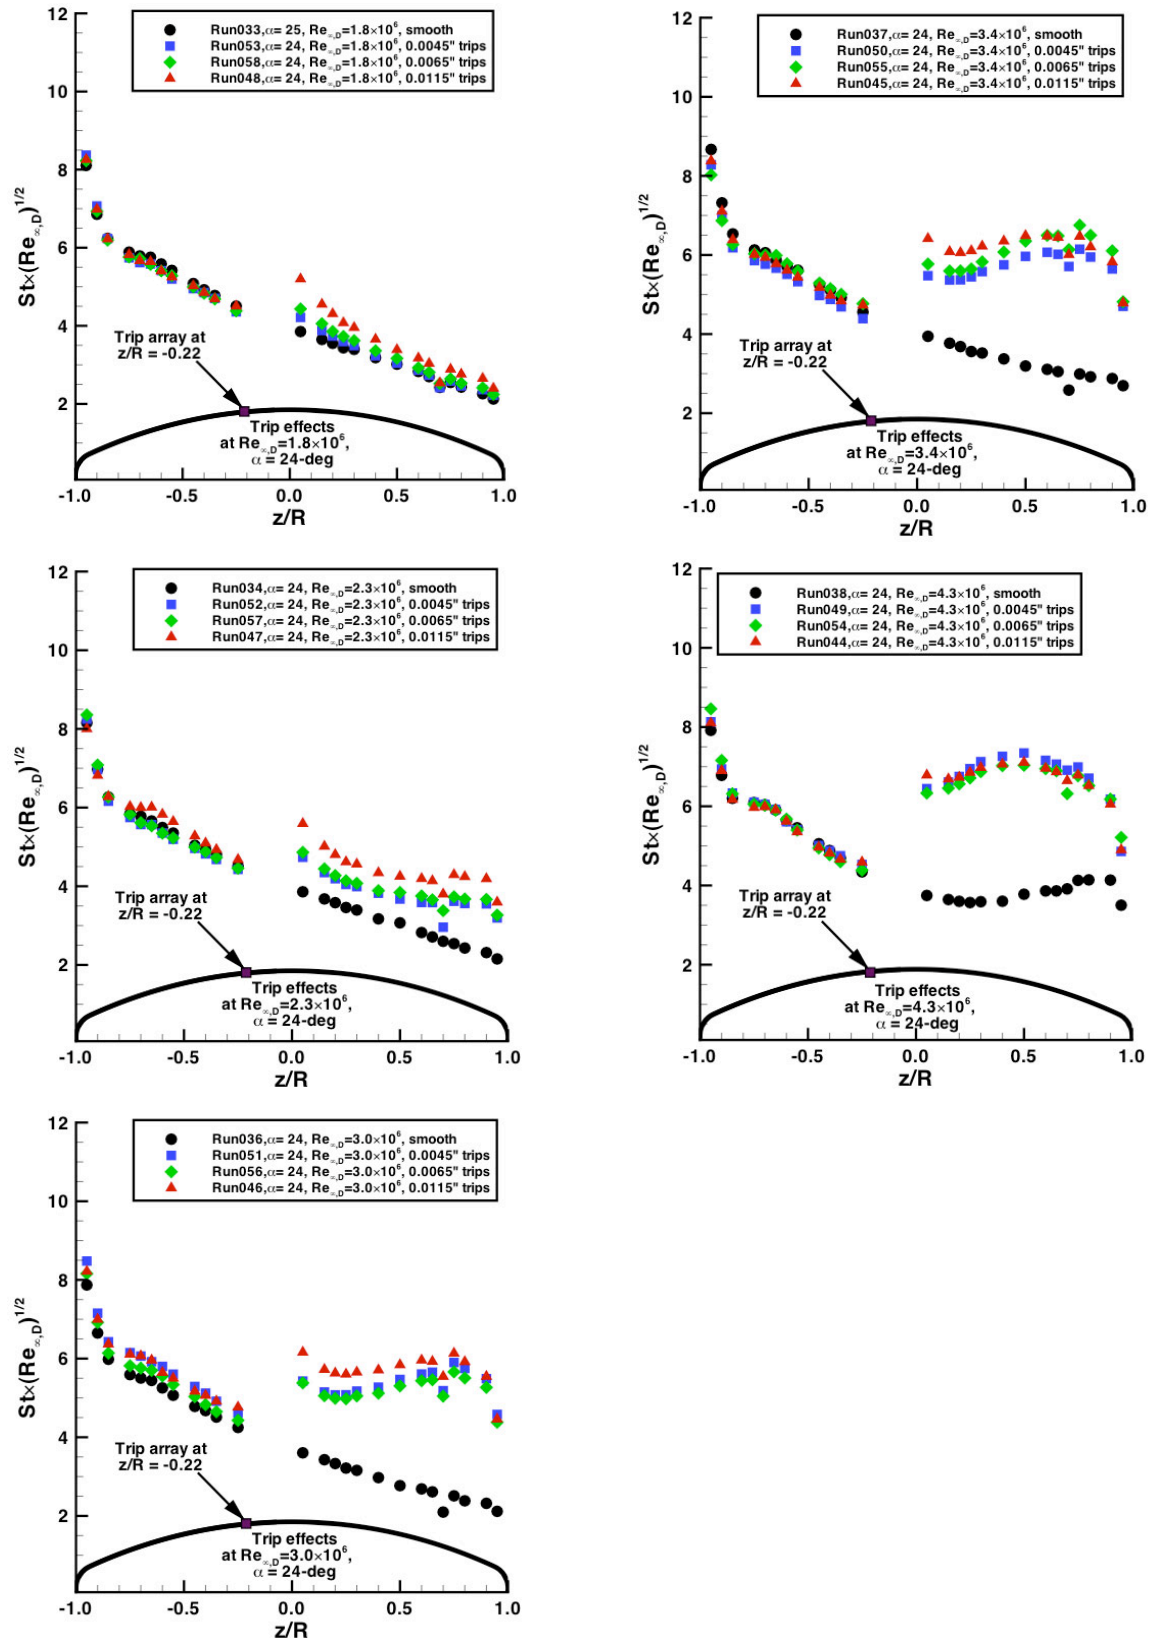 Run033,α= 25, Re∞,D=1.8×10⁶, smooth
Run053,α= 24, Re∞,D=1.8×10⁶, 0.0045" trips
Run058,α= 24, Re∞,D=1.8×10⁶, 0.0065" trips
Run048,α= 24, Re∞,D=1.8×10⁶, 0.0115" trips
12
10
8
6
4
2
St×(Re∞,D)^1/2
Trip array at
z/R = -0.22
Trip effects
at Re∞,D=1.8×10⁶,
α = 24-deg
-1.0 -0.5 0.0 0.5 1.0
z/R
Run037,α= 24, Re∞,D=3.4×10⁶, smooth
Run050,α= 24, Re∞,D=3.4×10⁶, 0.0045" trips
Run055,α= 24, Re∞,D=3.4×10⁶, 0.0065" trips
Run045,α= 24, Re∞,D=3.4×10⁶, 0.0115" trips
12
10
8
6
4
2
St×(Re∞,D)^1/2
Trip array at
z/R = -0.22
Trip effects
at Re∞,D=3.4×10⁶,
α = 24-deg
-1.0 -0.5 0.0 0.5 1.0
z/R
Run034,α= 24, Re∞,D=2.3×10⁶, smooth
Run052,α= 24, Re∞,D=2.3×10⁶, 0.0045" trips
Run057,α= 24, Re∞,D=2.3×10⁶, 0.0065" trips
Run047,α= 24, Re∞,D=2.3×10⁶, 0.0115" trips
12
10
8
6
4
2
St×(Re∞,D)^1/2
Trip array at
z/R = -0.22
Trip effects
at Re∞,D=2.3×10⁶,
α = 24-deg
-1.0 -0.5 0.0 0.5 1.0
z/R
Run038,α= 24, Re∞,D=4.3×10⁶, smooth
Run049,α= 24, Re∞,D=4.3×10⁶, 0.0045" trips
Run054,α= 24, Re∞,D=4.3×10⁶, 0.0065" trips
Run044,α= 24, Re∞,D=4.3×10⁶, 0.0115" trips
12
10
8
6
4
2
St×(Re∞,D)^1/2
Trip array at
z/R = -0.22
Trip effects
at Re∞,D=4.3×10⁶,
α = 24-deg
-1.0 -0.5 0.0 0.5 1.0
z/R
Run036,α= 24, Re∞,D=3.0×10⁶, smooth
Run051,α= 24, Re∞,D=3.0×10⁶, 0.0045" trips
Run056,α= 24, Re∞,D=3.0×10⁶, 0.0065" trips
Run046,α= 24, Re∞,D=3.0×10⁶, 0.0115" trips
12
10
8
6
4
2
St×(Re∞,D)^1/2
Trip array at
z/R = -0.22
Trip effects
at Re∞,D=3.0×10⁶,
α = 24-deg
-1.0 -0.5 0.0 0.5 1.0
z/R